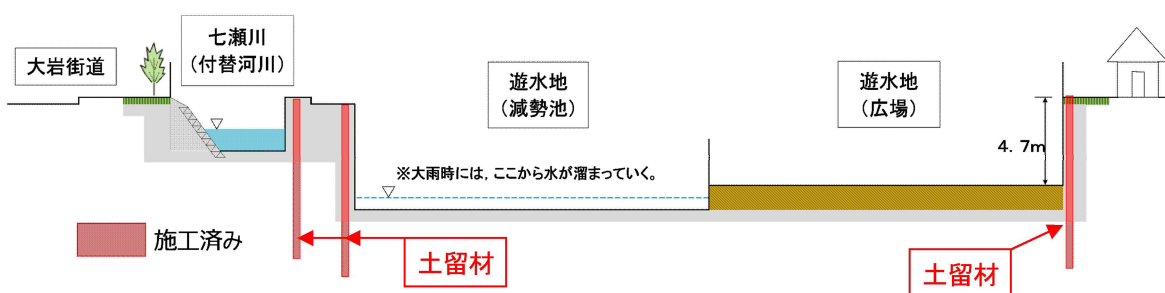 大岩街道
七瀬川
(付替河川)
遊水地
(減勢池)
遊水地
(広場)
4.7m
※大雨時には,ここから水が溜まっていく。
施工済み
土留材
土留材